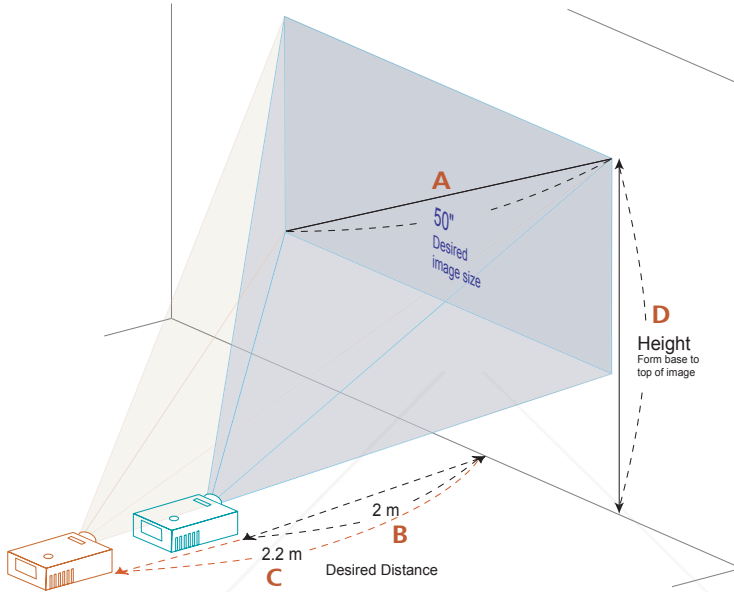 A
50"
Desired
image size
D
Height
Form base to
top of image
2 m
B
2.2 m
C
Desired Distance